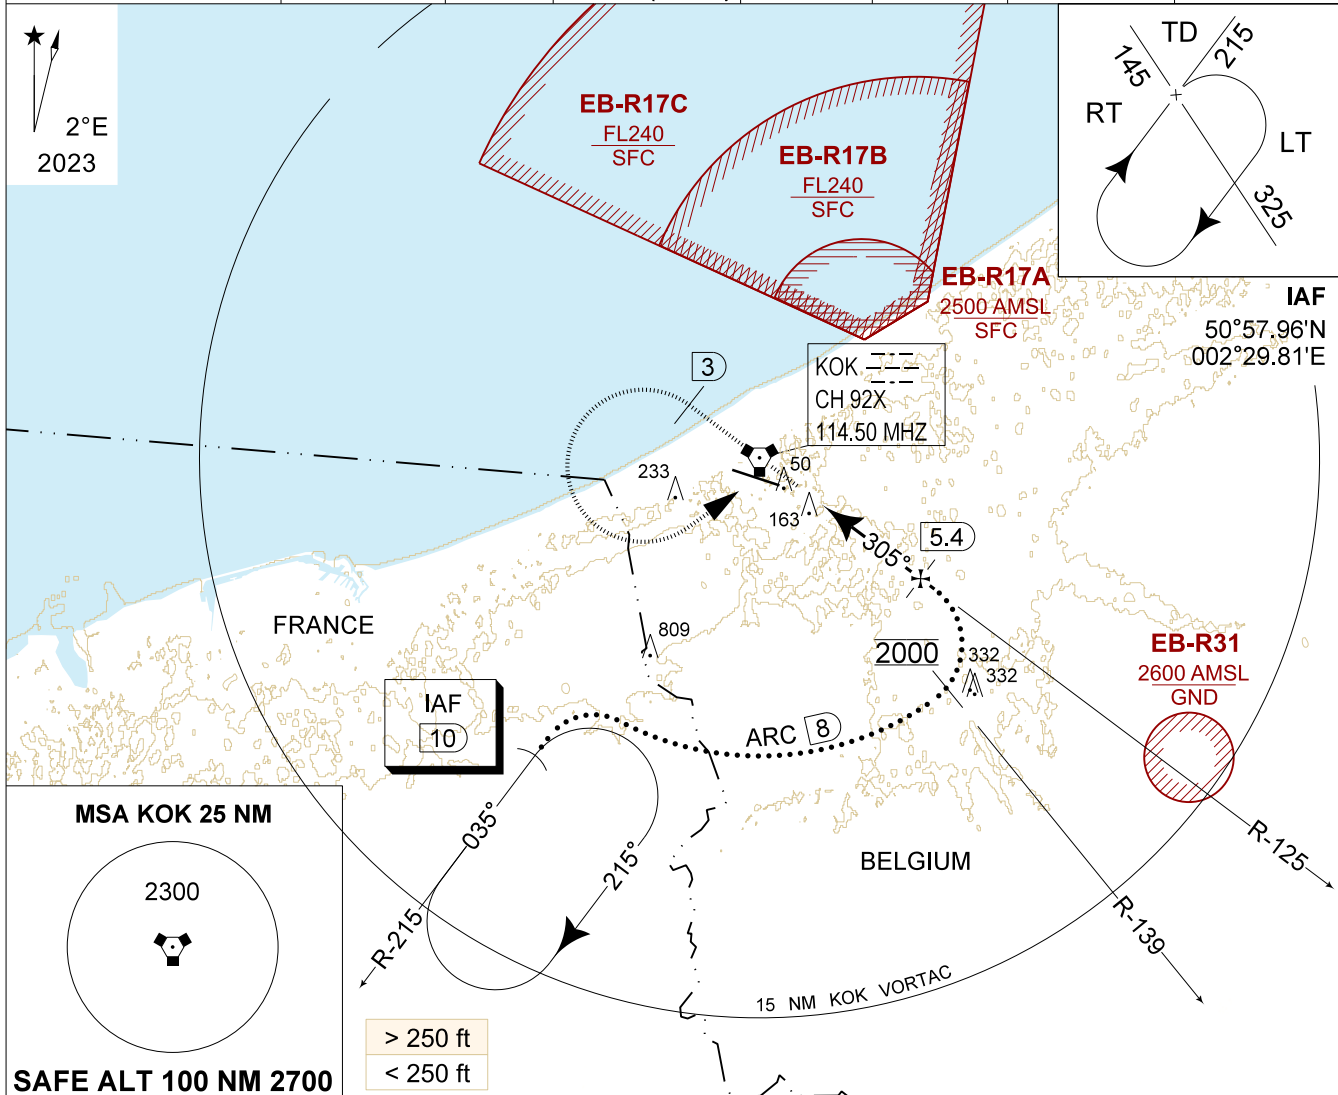 2°E
2023
EB-R17C
FL240
SFC
EB-R17B
FL240
SFC
EB-R17A
2500 AMSL
SFC
TD
145
215
RT
LT
325
IAF
50°57.96'N
002°29.81'E
3
KOK
CH 92X
114.50 MHZ
233
50
163
305°
5.4
FRANCE
809
2000
332
332
EB-R31
2600 AMSL
GND
IAF
10
ARC 8
035°
215°
R-215
BELGIUM
R-125
R-139
15 NM KOK VORTAC
MSA KOK 25 NM
2300
SAFE ALT 100 NM 2700
> 250 ft
< 250 ft